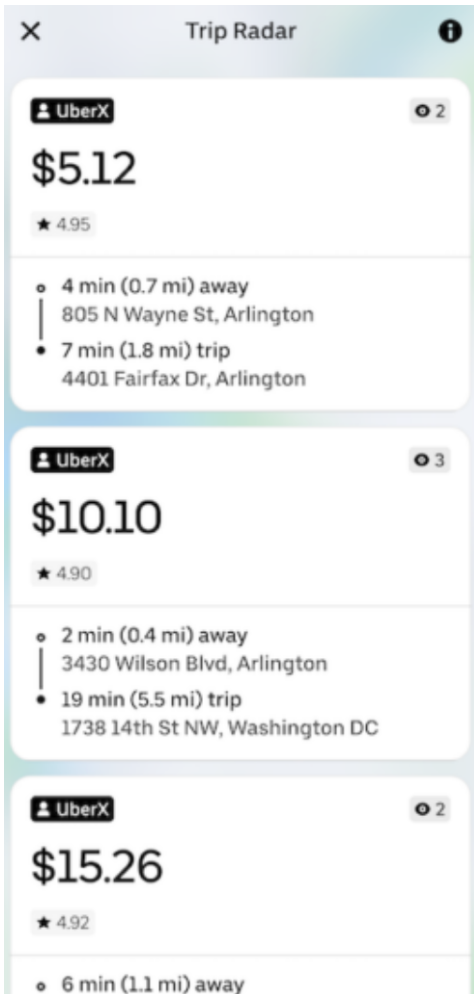 Trip Radar
UberX 2
$5.12
4.95
4 min (0.7 mi) away
805 N Wayne St, Arlington
7 min (1.8 mi) trip
4401 Fairfax Dr, Arlington
UberX 3
$10.10
4.90
2 min (0.4 mi) away
3430 Wilson Blvd, Arlington
19 min (5.5 mi) trip
1738 14th St NW, Washington DC
UberX 2
$15.26
4.92
6 min (1.1 mi) away